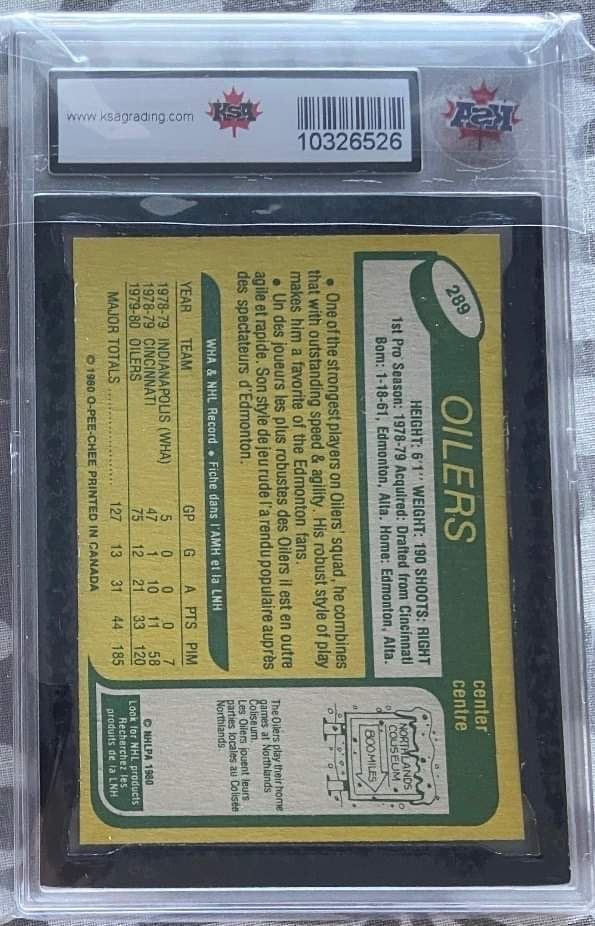 www.ksagrading.com
KSA
10326526
KSA
289
OILERS
center
centre
HEIGHT: 6'1" WEIGHT: 190 SHOOTS: RIGHT
1st Pro Season: 1978-79 Acquired: Drafted from Cincinnati
Born: 1-18-61, Edmonton, Alta. Home: Edmonton, Alta.
• One of the strongest players on Oilers' squad, he combines
that with outstanding speed & agility. His robust style of play
makes him a favorite of the Edmonton fans.
• Un des joueurs les plus robustes des Oilers il est en outre
agile et rapide. Son style de jeu rude l'a rendu populaire auprès
des spectateurs d'Edmonton.
WHA & NHL Record • Fiche dans l'AMH et la LNH
YEAR TEAM GP G A PTS PIM
1978-79 INDIANAPOLIS (WHA) 5 0 0 0 7
1978-79 CINCINNATI 47 1 10 11 58
1979-80 OILERS 75 12 21 33 120
MAJOR TOTALS 127 13 31 44 185
© 1980 O-PEE-CHEE PRINTED IN CANADA
NORTHLANDS
COLISEUM
800 MILES
The Oilers play their home
games at Northlands
Coliseum.
Les Oilers jouent leurs
parties locales au Colisée
Northlands.
© NHLPA 1980
Look for NHL products
Recherchez les
produits de la LNH